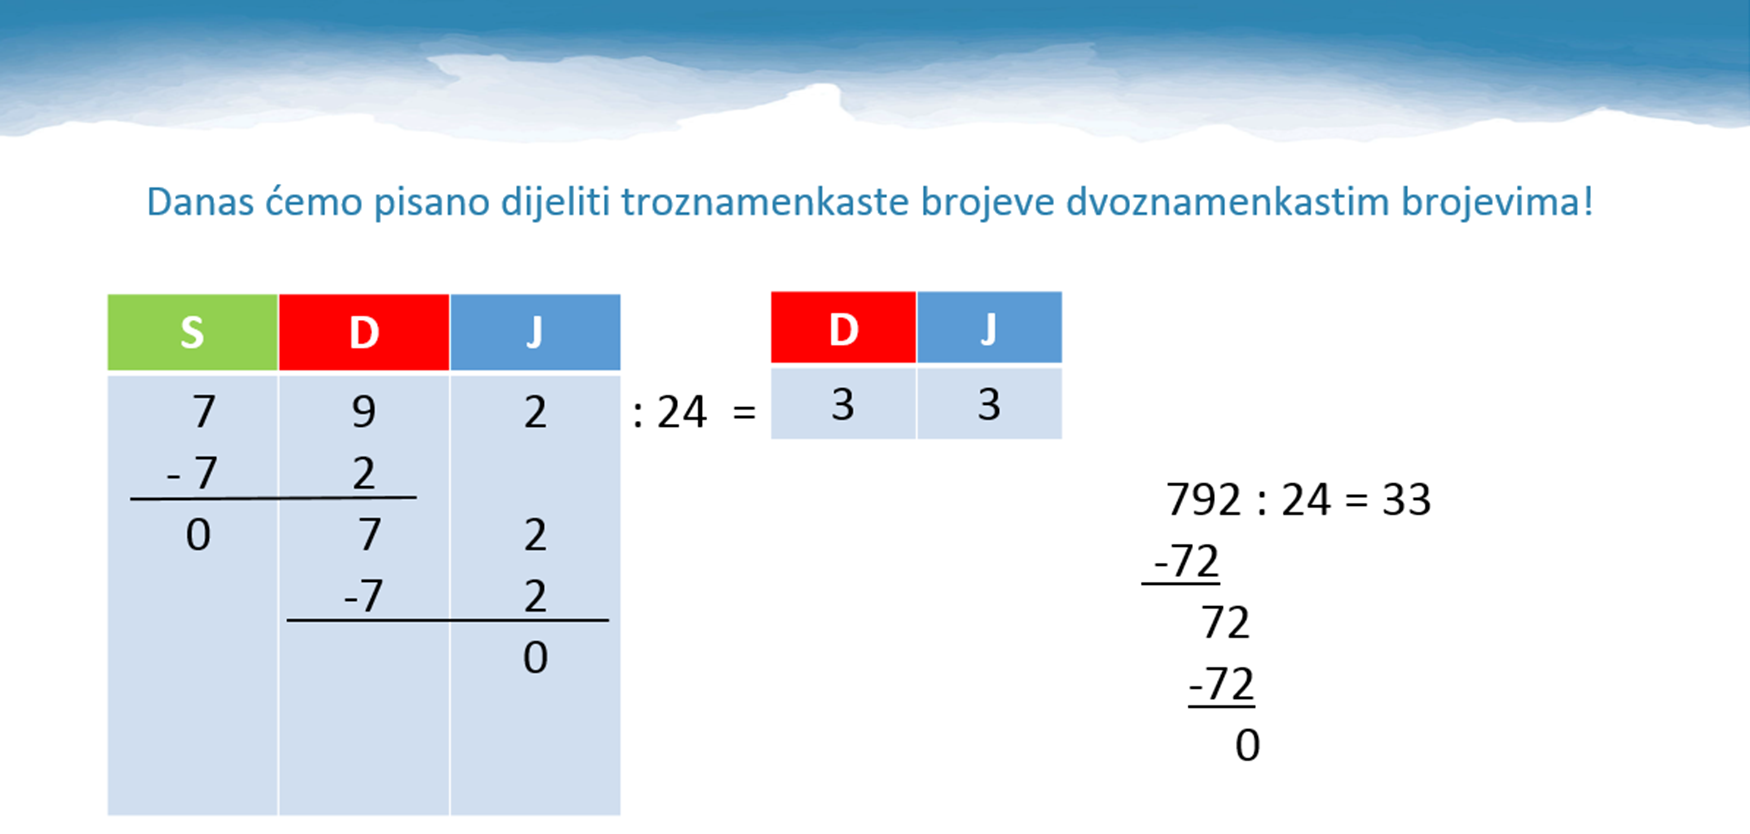 Danas ćemo pisano dijeliti troznamenkaste brojeve dvoznamenkastim brojevima!
S D J
7 9 2 : 24 =
- 7 2
0 7 2
-7 2
0
D J
3 3
792 : 24 = 33
-72
72
-72
0